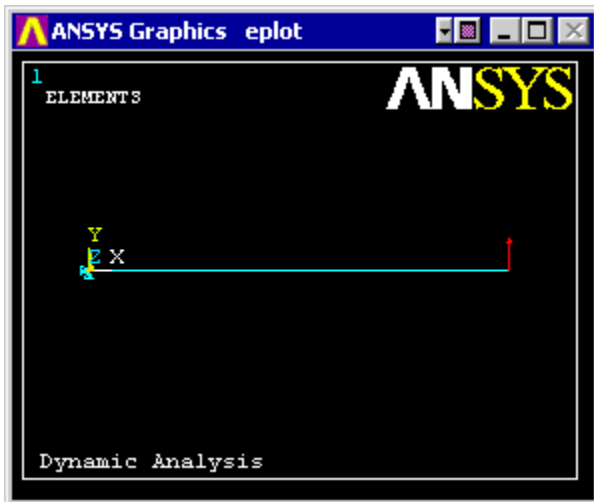 ANSYS Graphics eplot
1
ELEMENTS
ANSYS
Y
Z X
Dynamic Analysis